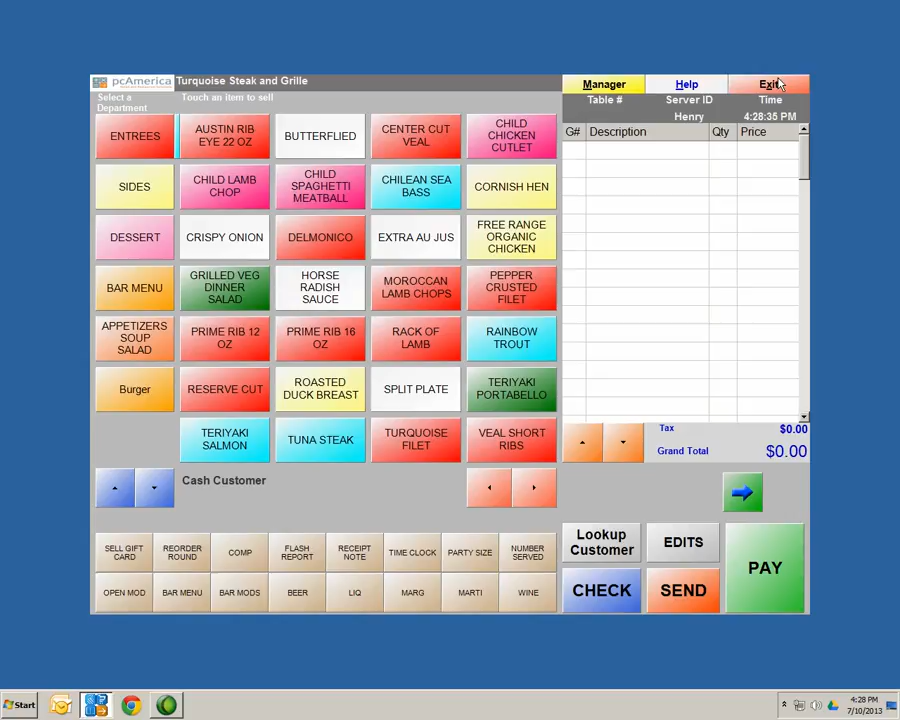 pcAmerica
Turquoise Steak and Grille
Manager
Help
Exit
Select a
Department
Touch an item to sell
Table #
Server ID
Time
Henry
4:28:35 PM
G#
Description
Qty
Price
ENTREES
AUSTIN RIB
EYE 22 OZ
BUTTERFLIED
CENTER CUT
VEAL
CHILD
CHICKEN
CUTLET
SIDES
CHILD LAMB
CHOP
CHILD
SPAGHETTI
MEATBALL
CHILEAN SEA
BASS
CORNISH HEN
DESSERT
CRISPY ONION
DELMONICO
EXTRA AU JUS
FREE RANGE
ORGANIC
CHICKEN
BAR MENU
GRILLED VEG
DINNER
SALAD
HORSE
RADISH
SAUCE
MOROCCAN
LAMB CHOPS
PEPPER
CRUSTED
FILET
APPETIZERS
SOUP
SALAD
PRIME RIB 12
OZ
PRIME RIB 16
OZ
RACK OF
LAMB
RAINBOW
TROUT
Burger
RESERVE CUT
ROASTED
DUCK BREAST
SPLIT PLATE
TERIYAKI
PORTABELLO
TERIYAKI
SALMON
TUNA STEAK
TURQUOISE
FILET
VEAL SHORT
RIBS
Tax
$0.00
Grand Total
$0.00
Cash Customer
SELL GIFT
CARD
REORDER
ROUND
COMP
FLASH
REPORT
RECEIPT
NOTE
TIME CLOCK
PARTY SIZE
NUMBER
SERVED
OPEN MOD
BAR MENU
BAR MODS
BEER
LIQ
MARG
MARTI
WINE
Lookup
Customer
EDITS
PAY
CHECK
SEND
Start
4:28 PM
7/10/2013